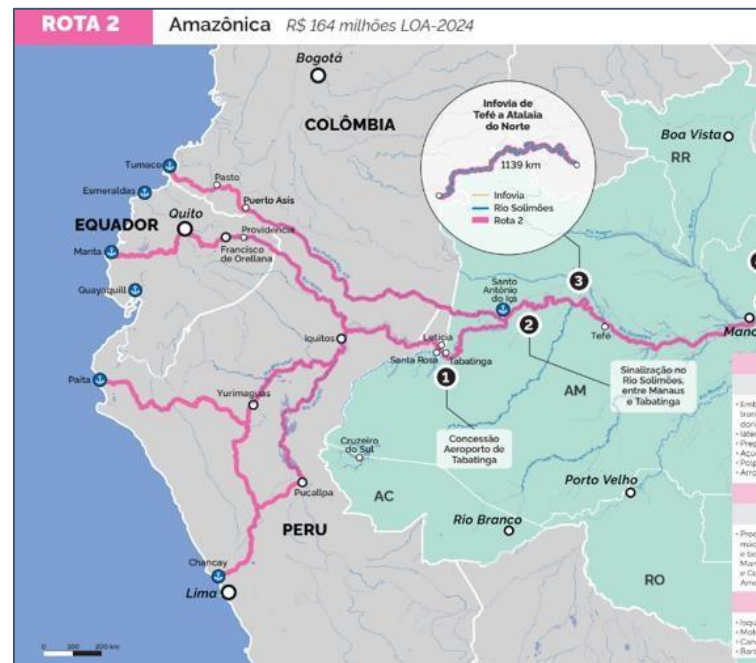 ROTA 2
Amazônica R$ 164 milhões LOA-2024
Bogotá
COLÔMBIA
Infovia de
Tefé a Atalaia
do Norte
1139 km
Infovia
Rio Solimões
Rota 2
Boa Vista
RR
Tumaco
Pasto
Esmeraldas
Puerto Asis
EQUADOR
Quito
Providencia
Manta
Francisco
de Orellana
Guayaquill
Santo
Antônio
do Içá
3
2
Tefé
Iquitos
Letícia
Santa Rosa
Tabatinga
1
Sinalização no
Rio Solimões,
entre Manaus
e Tabatinga
AM
Paita
Yurimaguas
Concessão
Aeroporto de
Tabatinga
Cruzeiro
do Sul
Pucallpa
AC
Porto Velho
PERU
Rio Branco
RO
Chancay
Lima
0 100 200 km